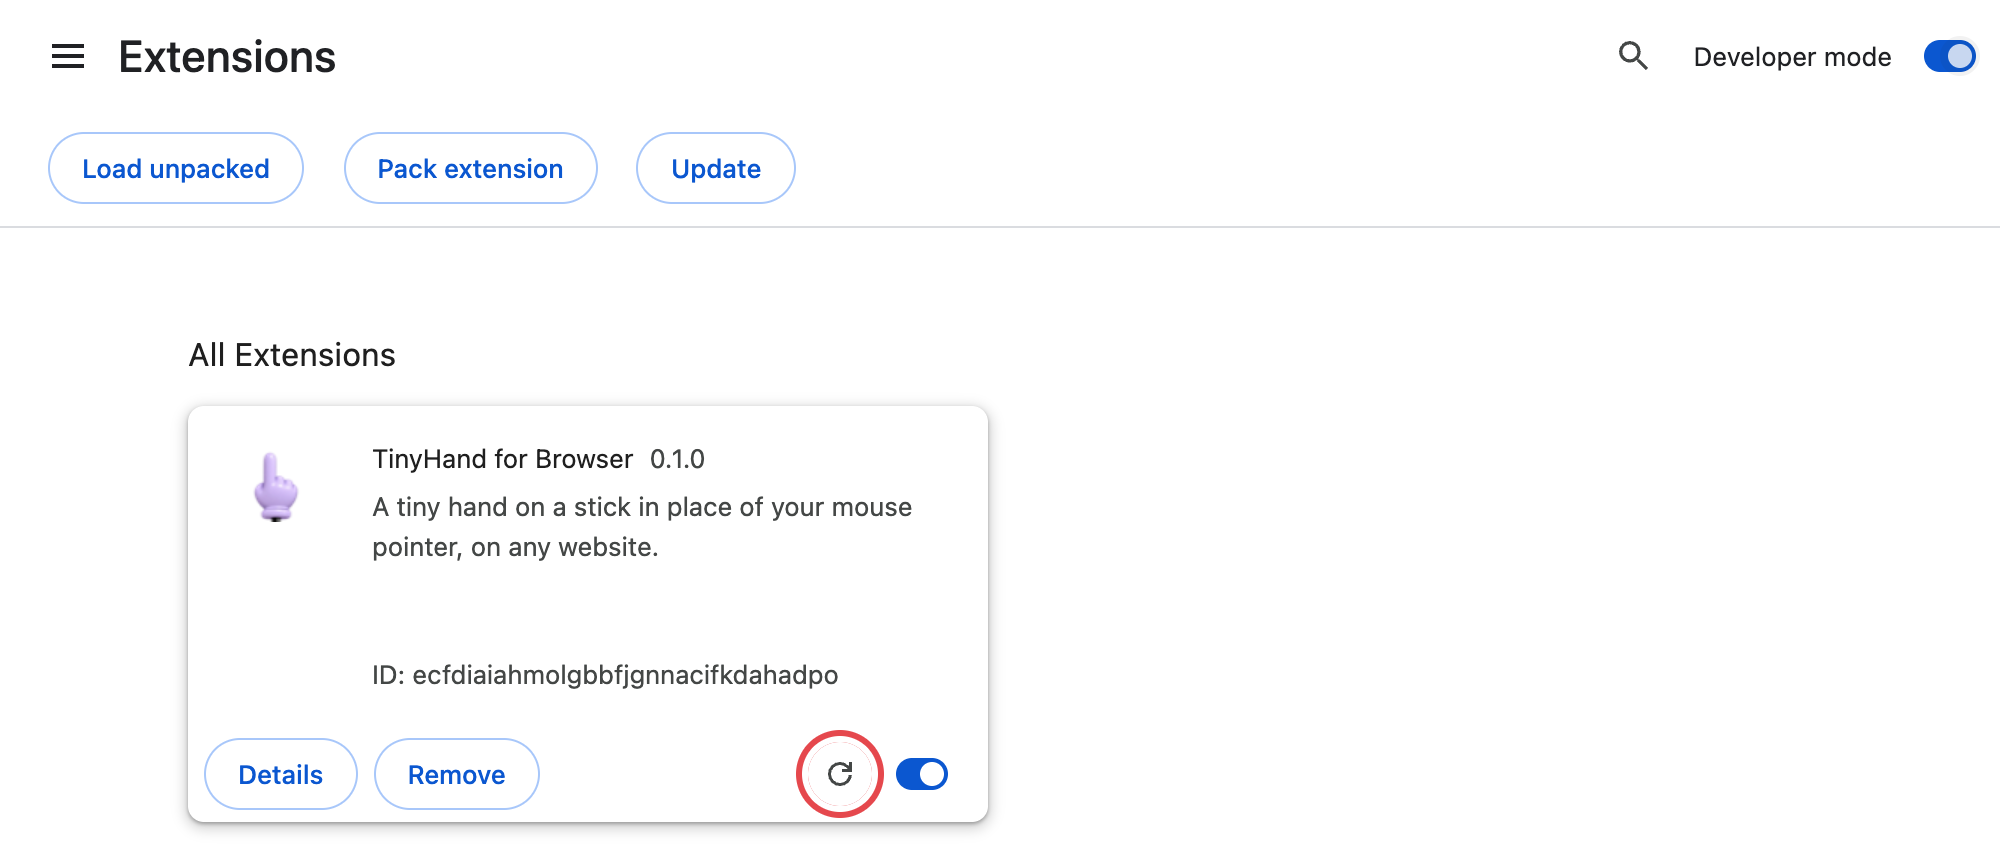 Extensions
Developer mode
Load unpacked
Pack extension
Update
All Extensions
TinyHand for Browser 0.1.0
A tiny hand on a stick in place of your mouse
pointer, on any website.
ID: ecfdiaiahmolgbbfjgnnacifkdahadpo
Details
Remove